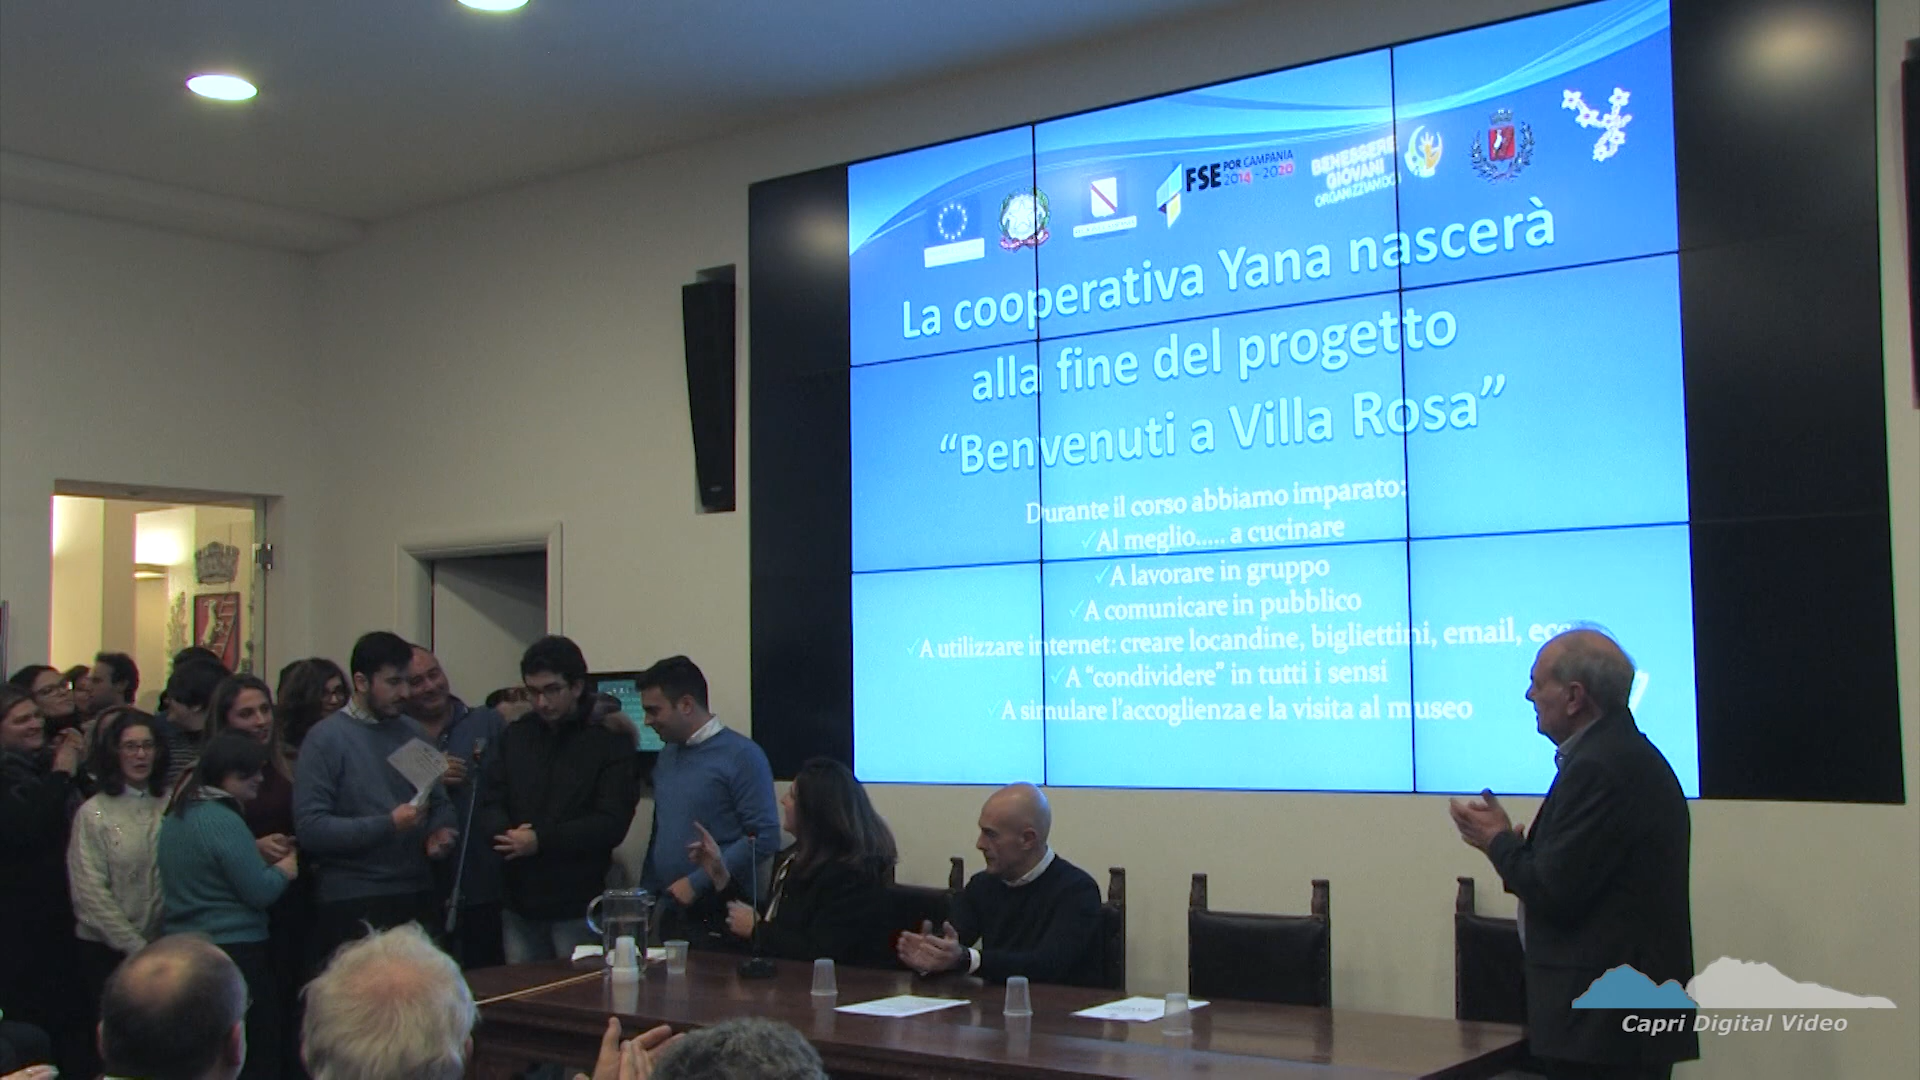 FSE POR CAMPANIA
2014 - 2020
BENESSERE
GIOVANI
ORGANIZZIAMOCI
La cooperativa Yana nascerà
alla fine del progetto
“Benvenuti a Villa Rosa”
Durante il corso abbiamo imparato:
✓Al meglio..... a cucinare
✓A lavorare in gruppo
✓A comunicare in pubblico
✓A utilizzare internet: creare locandine, bigliettini, email, ecc
✓A “condividere” in tutti i sensi
✓A simulare l’accoglienza e la visita al museo
Capri Digital Video